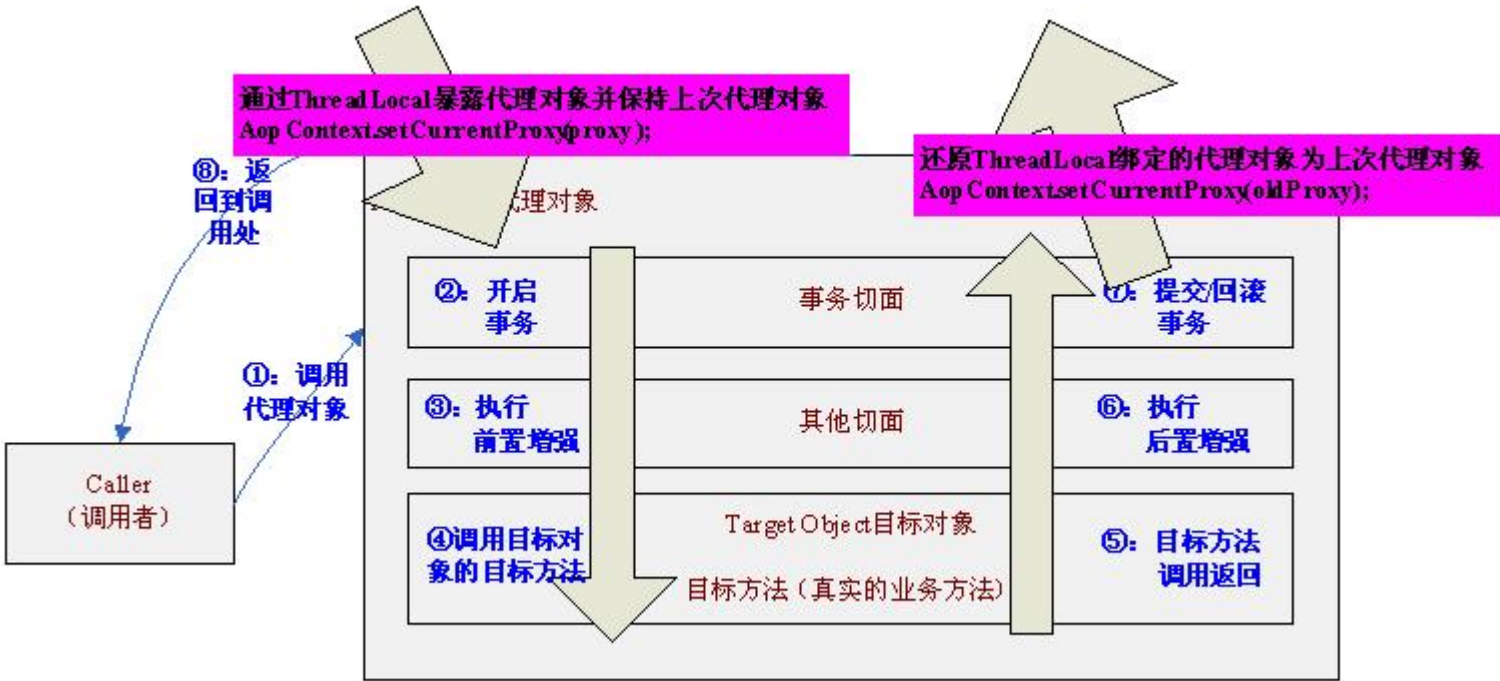 通过ThreadLocal暴露代理对象并保持上次代理对象
AopContext.setCurrentProxy(proxy);
还原ThreadLocal绑定的代理对象为上次代理对象
AopContext.setCurrentProxy(oldProxy);
⑧：返
回到调
用处
代理对象
②：开启
事务
事务切面
⑦：提交/回滚
事务
①：调用
代理对象
③：执行
前置增强
其他切面
⑥：执行
后置增强
Caller
（调用者）
④调用目标对
象的目标方法
Target Object目标对象
目标方法（真实的业务方法）
⑤：目标方法
调用返回